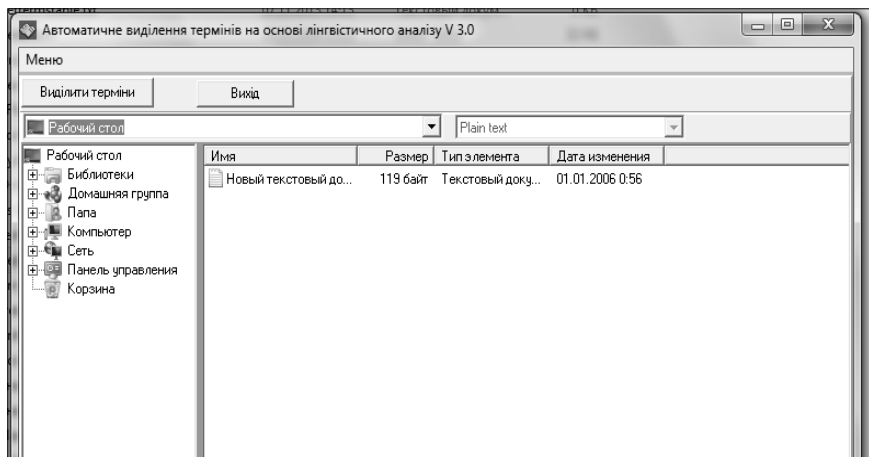 Автоматичне виділення термінів на основі лінгвістичного аналізу V 3.0
Меню
Виділити терміни Вихід
Рабочий стол Plain text
Рабочий стол Имя Размер Тип элемента Дата изменения
Библиотеки Новый текстовый до... 119 байт Текстовый доку... 01.01.2006 0:56
Домашняя группа
Папа
Компьютер
Сеть
Панель управления
Корзина